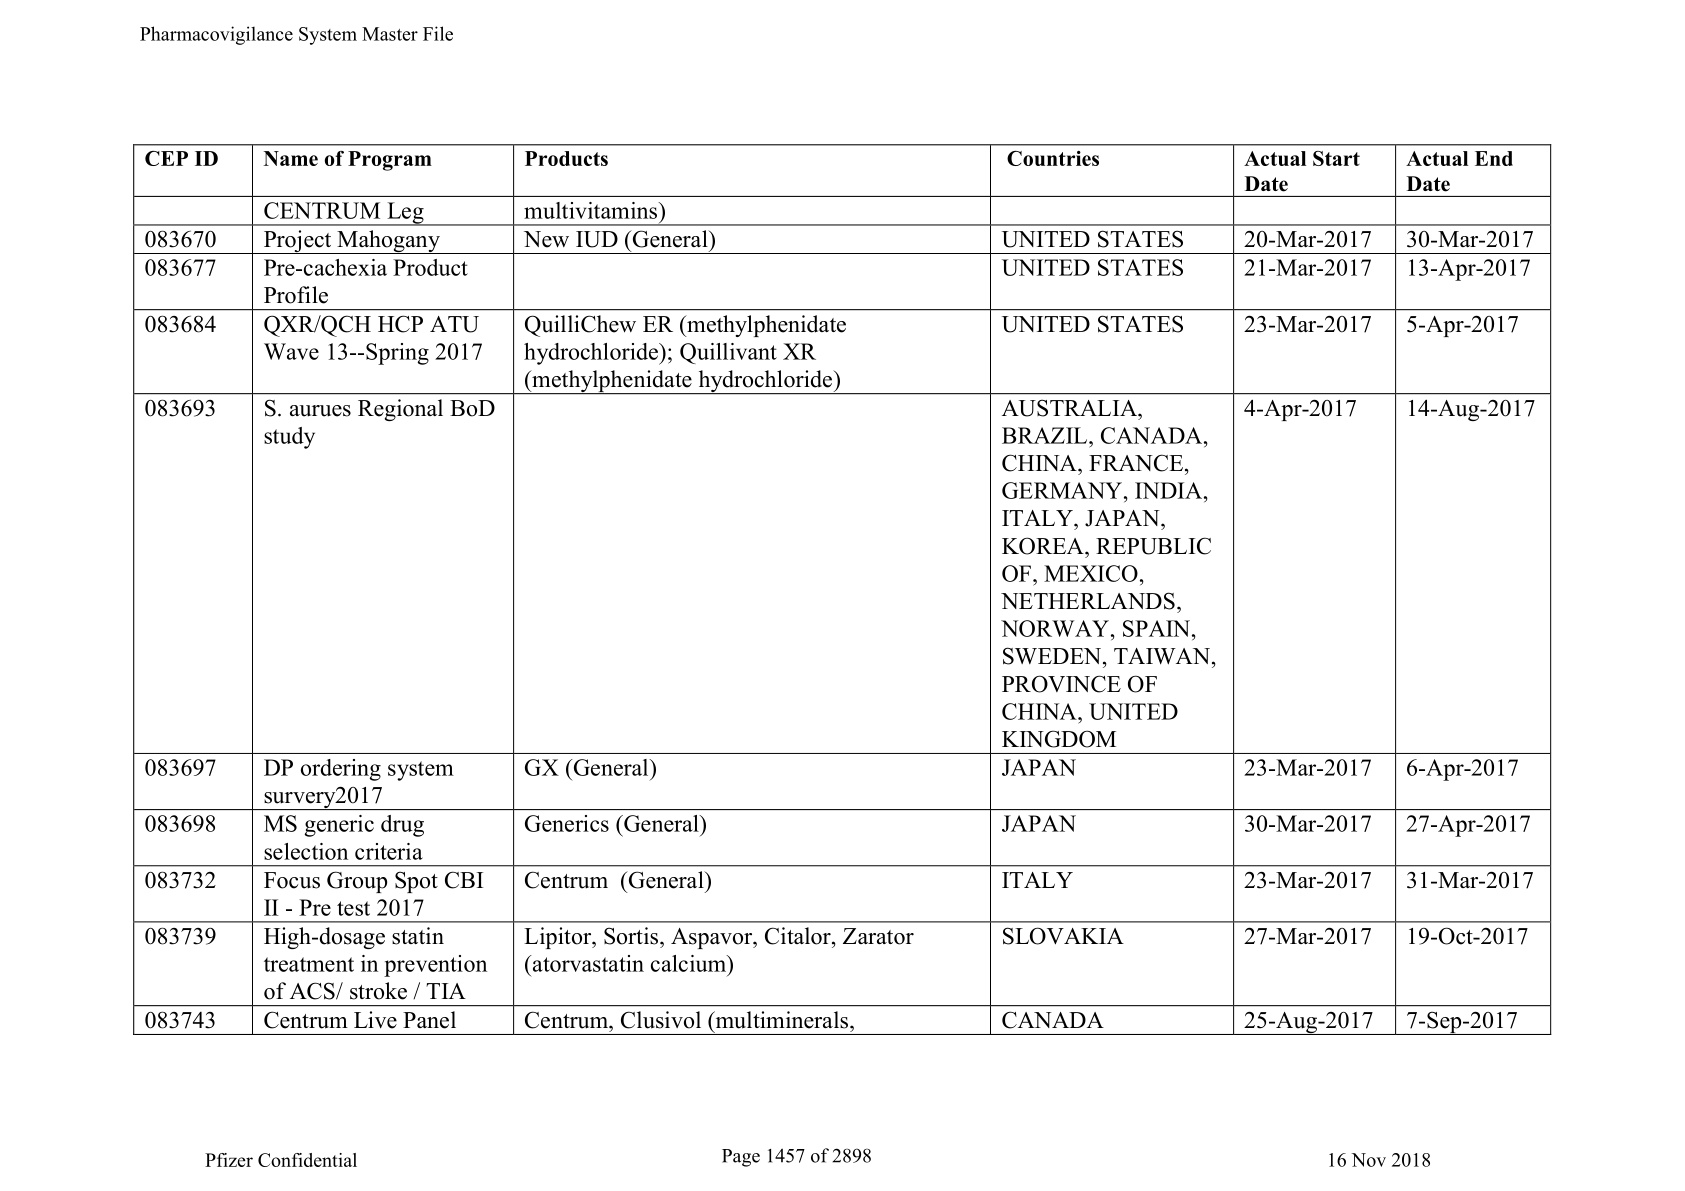 Pharmacovigilance System Master File
CEP ID Name of Program Products Countries Actual Start Date Actual End Date
CENTRUM Leg multivitamins)
083670 Project Mahogany New IUD (General) UNITED STATES 20-Mar-2017 30-Mar-2017
083677 Pre-cachexia Product UNITED STATES 21-Mar-2017 13-Apr-2017
Profile
083684 QXR/QCH HCP ATU QuilliChew ER (methylphenidate UNITED STATES 23-Mar-2017 5-Apr-2017
Wave 13--Spring 2017 hydrochloride); Quillivant XR
(methylphenidate hydrochloride)
083693 S. aurues Regional BoD AUSTRALIA, 4-Apr-2017 14-Aug-2017
study BRAZIL, CANADA,
CHINA, FRANCE,
GERMANY, INDIA,
ITALY, JAPAN,
KOREA, REPUBLIC
OF, MEXICO,
NETHERLANDS,
NORWAY, SPAIN,
SWEDEN, TAIWAN,
PROVINCE OF
CHINA, UNITED
KINGDOM
083697 DP ordering system GX (General) JAPAN 23-Mar-2017 6-Apr-2017
survery2017
083698 MS generic drug Generics (General) JAPAN 30-Mar-2017 27-Apr-2017
selection criteria
083732 Focus Group Spot CBI Centrum (General) ITALY 23-Mar-2017 31-Mar-2017
II - Pre test 2017
083739 High-dosage statin Lipitor, Sortis, Aspavor, Citalor, Zarator SLOVAKIA 27-Mar-2017 19-Oct-2017
treatment in prevention (atorvastatin calcium)
of ACS/ stroke / TIA
083743 Centrum Live Panel Centrum, Clusivol (multiminerals, CANADA 25-Aug-2017 7-Sep-2017
Pfizer Confidential Page 1457 of 2898 16 Nov 2018